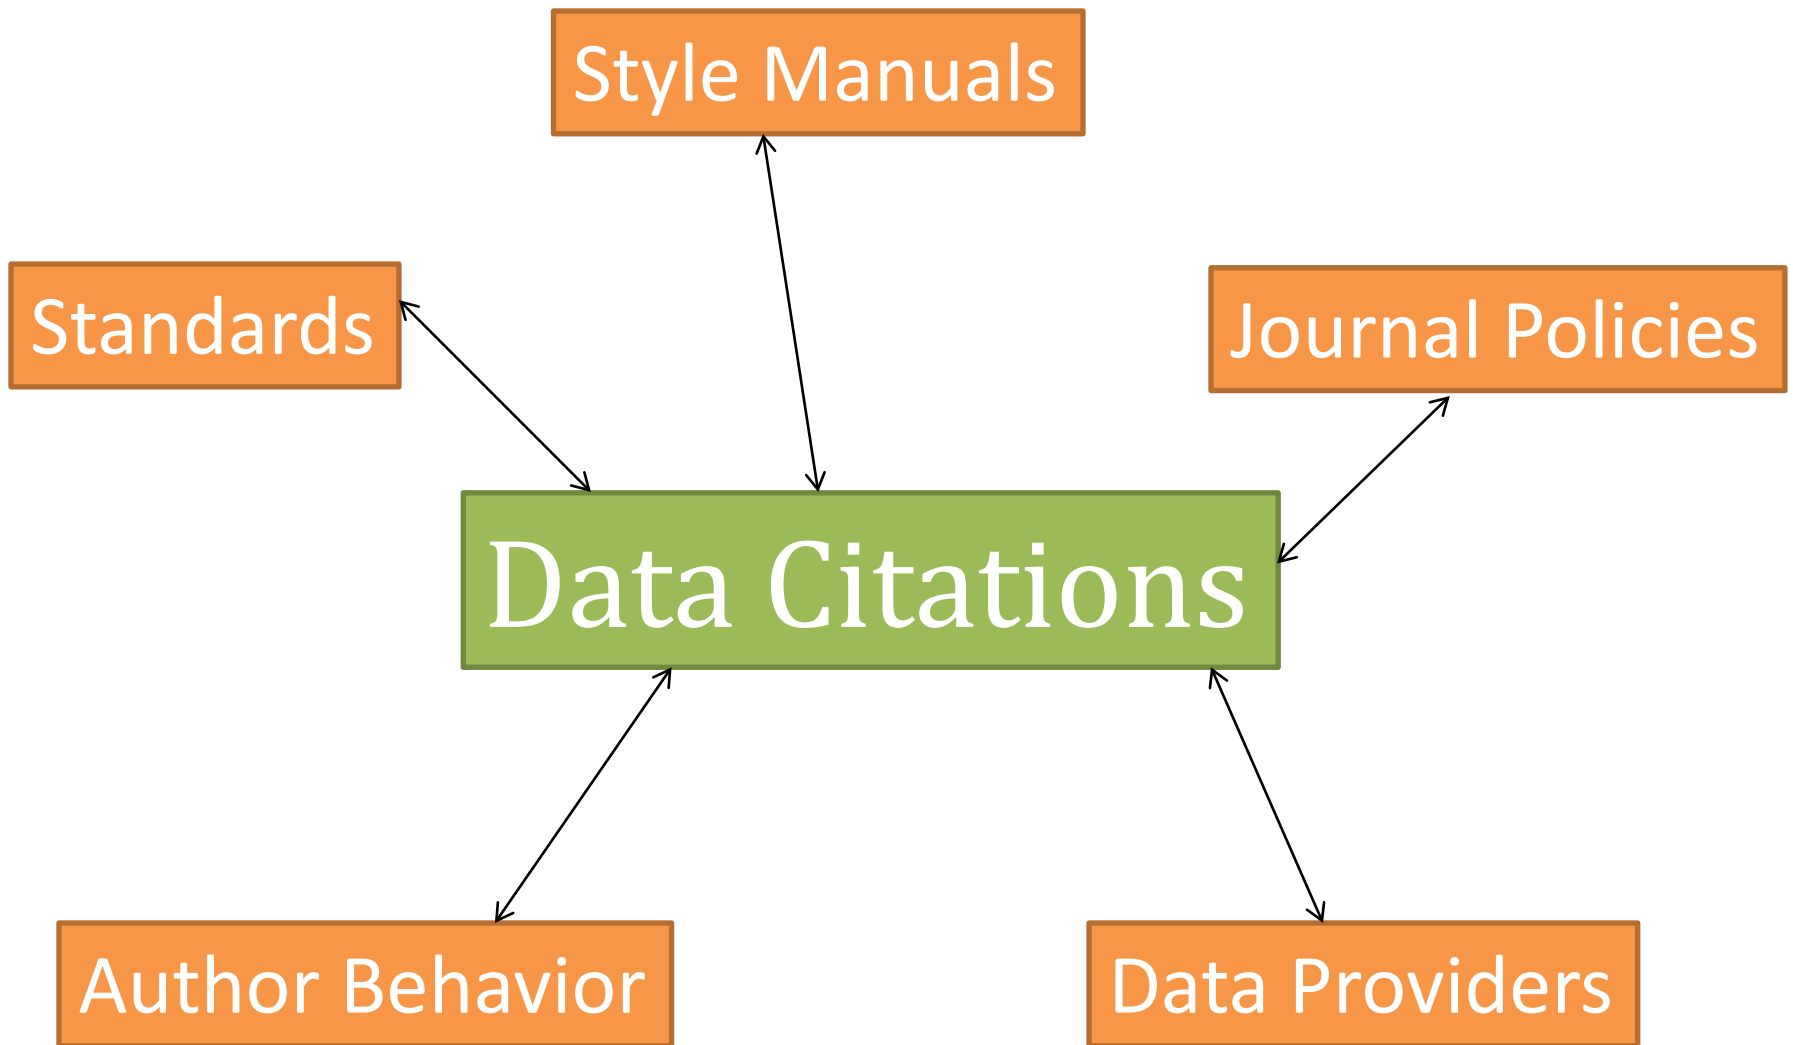 Style Manuals
Standards
Journal Policies
Data Citations
Author Behavior
Data Providers